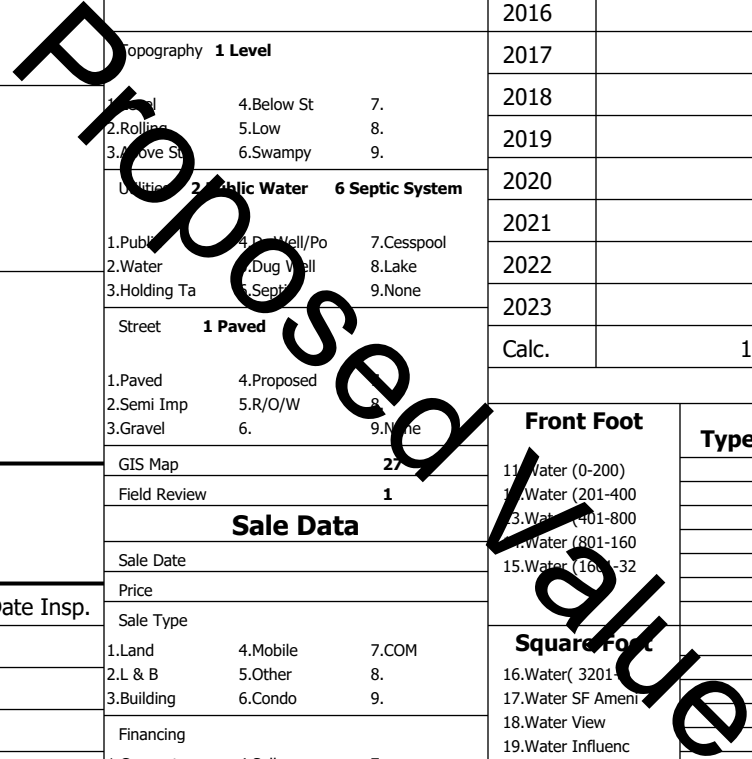 Proposed Value
Topography 1 Level
4.Below St 7.
2.Rolling 5.Low 8.
3.Above St 6.Swampy 9.
Utilities 2 Public Water 6 Septic System
1.Public 4.Dr Well/Po 7.Cesspool
2.Water 5.Dug Well 8.Lake
3.Holding Ta 6.Septic 9.None
Street 1 Paved
1.Paved 4.Proposed
2.Semi Imp 5.R/O/W 8.
3.Gravel 6. 9.None
GIS Map 27
Field Review 1
Sale Data
Sale Date
Price
Sale Type
1.Land 4.Mobile 7.COM
2.L & B 5.Other 8.
3.Building 6.Condo 9.
Financing
Date Insp.
2016
2017
2018
2019
2020
2021
2022
2023
Calc. 1
Front Foot
Type
11.Water (0-200)
12.Water (201-400
13.Water (401-800
14.Water (801-160
15.Water (1601-32
Square Foot
16.Water( 3201-
17.Water SF Ameni
18.Water View
19.Water Influenc